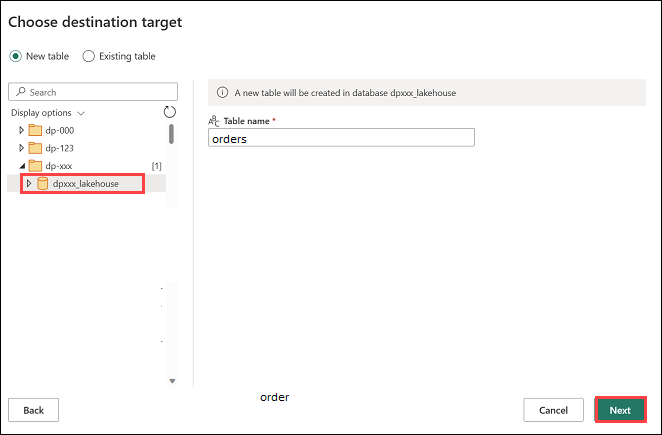 Choose destination target
New table Existing table
Search
Display options
dp-000
dp-123
dp-xxx [1]
dpxxx_lakehouse
A new table will be created in database dpxxx_lakehouse
ABC Table name *
orders
order
Back Cancel Next